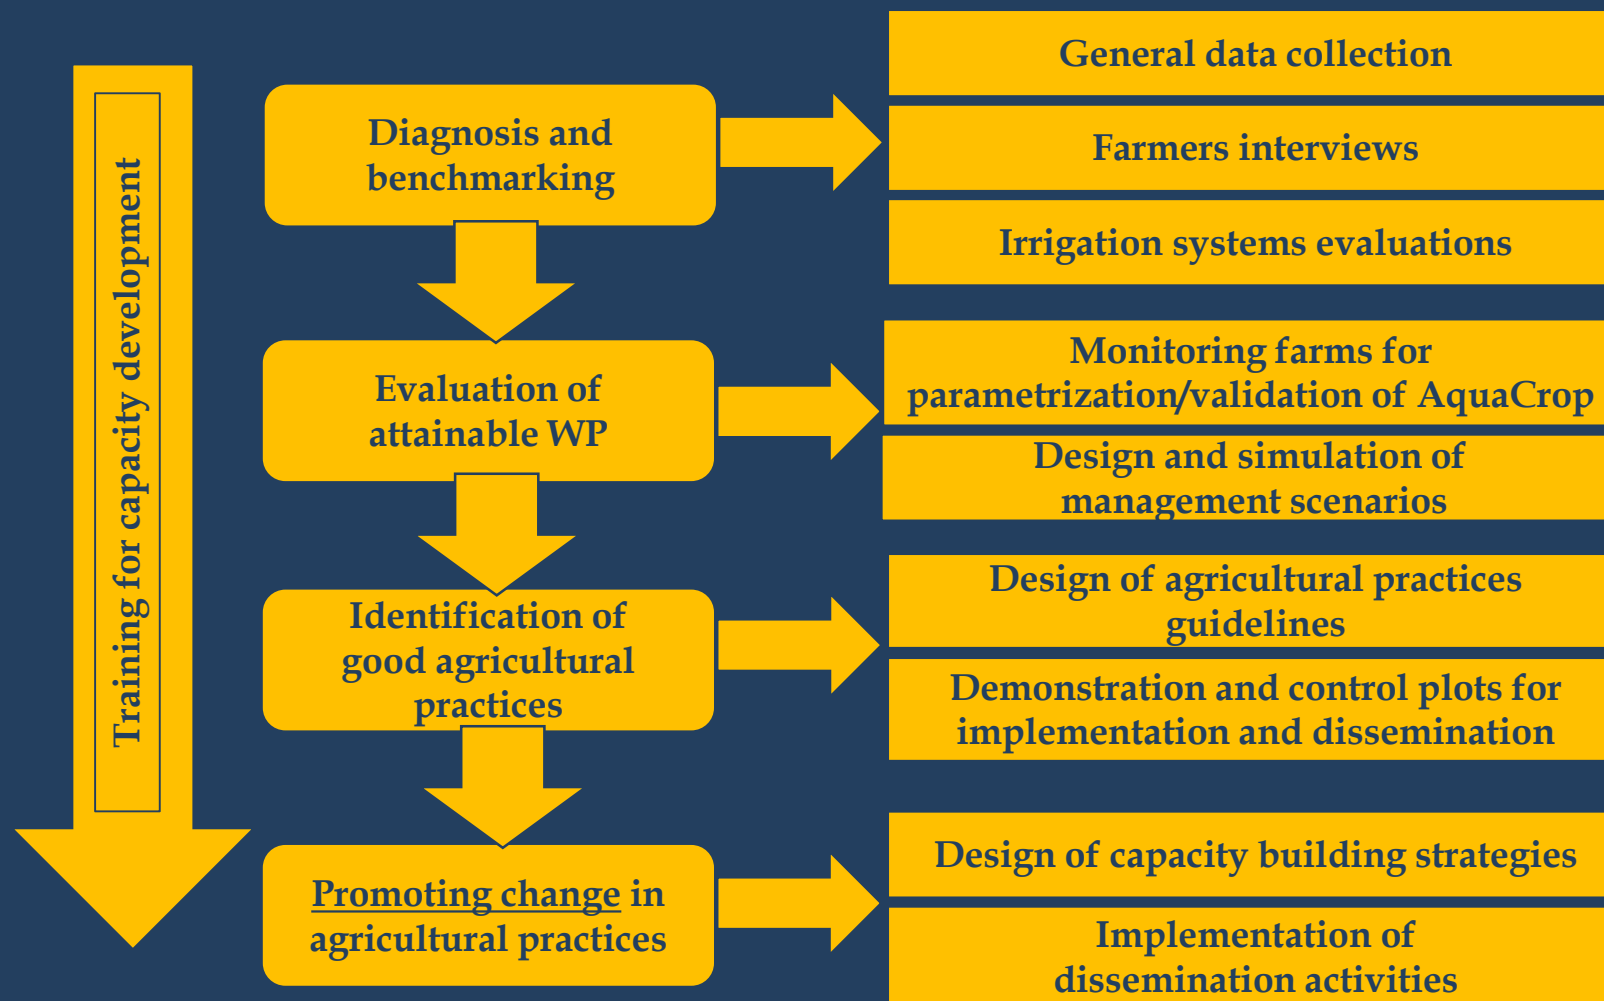 Training for capacity development
Diagnosis and
benchmarking
General data collection
Farmers interviews
Irrigation systems evaluations
Evaluation of
attainable WP
Monitoring farms for
parametrization/validation of AquaCrop
Design and simulation of
management scenarios
Identification of
good agricultural
practices
Design of agricultural practices
guidelines
Demonstration and control plots for
implementation and dissemination
Promoting change in
agricultural practices
Design of capacity building strategies
Implementation of
dissemination activities